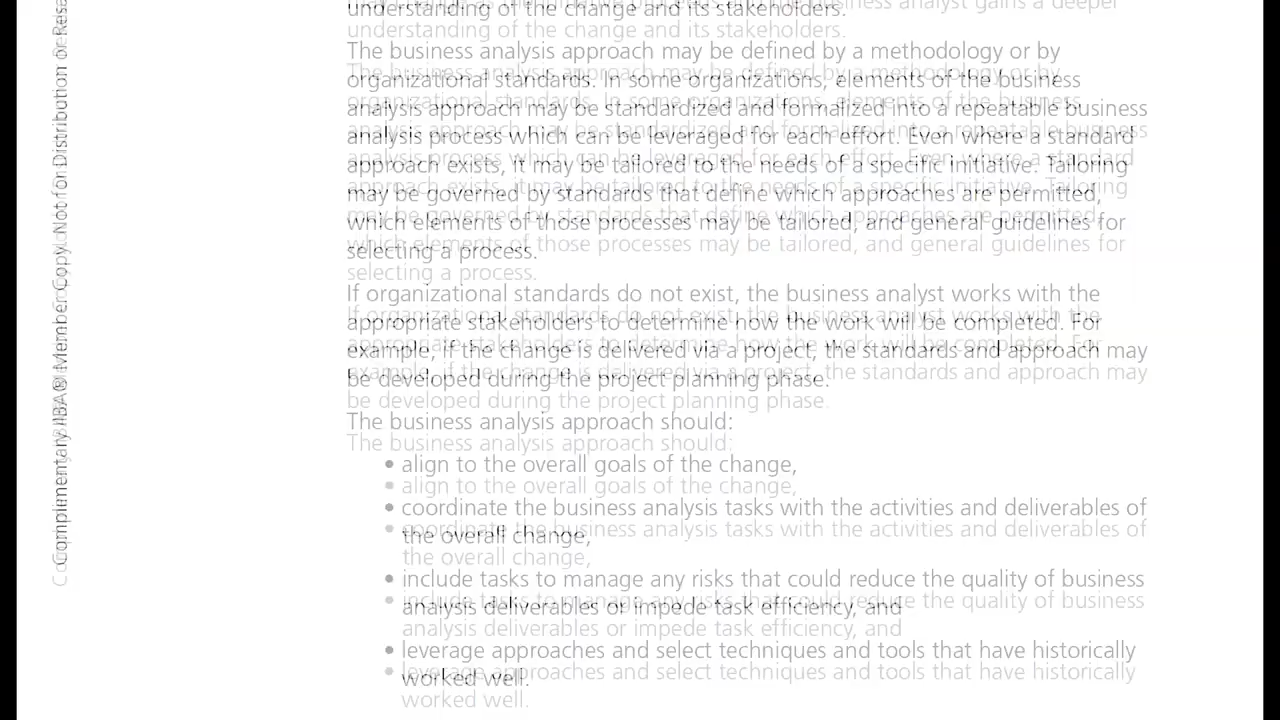 understanding of the change and its stakeholders.
The business analysis approach may be defined by a methodology or by
organizational standards. In some organizations, elements of the business
analysis approach may be standardized and formalized into a repeatable business
analysis process which can be leveraged for each effort. Even where a standard
approach exists, it may be tailored to the needs of a specific initiative. Tailoring
may be governed by standards that define which approaches are permitted,
which elements of those processes may be tailored, and general guidelines for
selecting a process.
If organizational standards do not exist, the business analyst works with the
appropriate stakeholders to determine how the work will be completed. For
example, if the change is delivered via a project, the standards and approach may
be developed during the project planning phase.
The business analysis approach should:
• align to the overall goals of the change,
• coordinate the business analysis tasks with the activities and deliverables of
the overall change,
• include tasks to manage any risks that could reduce the quality of business
analysis deliverables or impede task efficiency, and
• leverage approaches and select techniques and tools that have historically
worked well.
Complimentary IIBA® Member Copy. Not for Distribution or